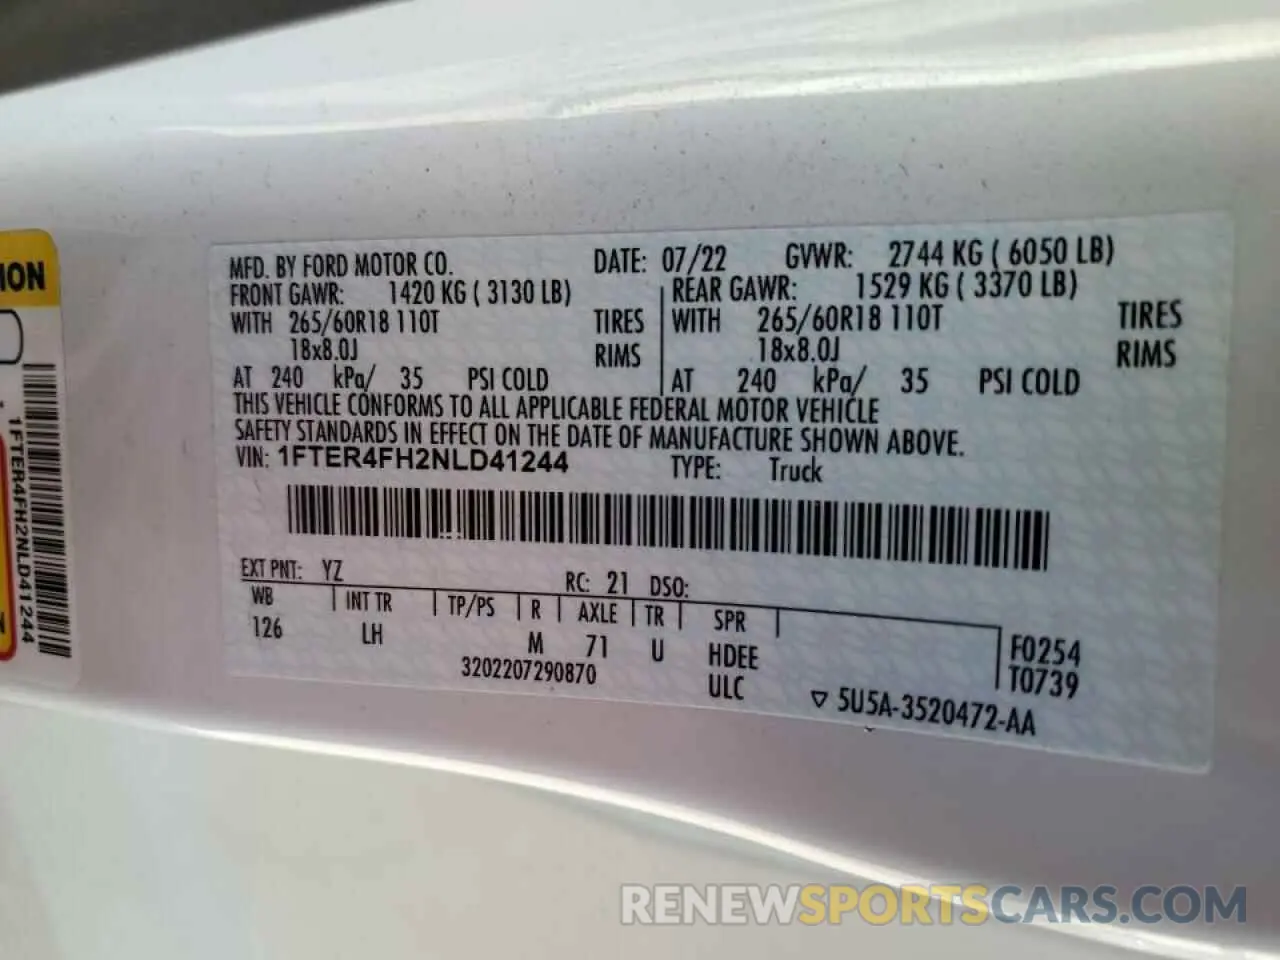 MFD. BY FORD MOTOR CO. DATE: 07/22 GVWR: 2744 KG ( 6050 LB)
FRONT GAWR: 1420 KG ( 3130 LB) REAR GAWR: 1529 KG ( 3370 LB)
WITH 265/60R18 110T TIRES WITH 265/60R18 110T TIRES
18x8.0J RIMS 18x8.0J RIMS
AT 240 kPa/ 35 PSI COLD AT 240 kPa/ 35 PSI COLD
THIS VEHICLE CONFORMS TO ALL APPLICABLE FEDERAL MOTOR VEHICLE
SAFETY STANDARDS IN EFFECT ON THE DATE OF MANUFACTURE SHOWN ABOVE.
VIN: 1FTER4FH2NLD41244 TYPE: Truck
EXT PNT: YZ RC: 21 DSO:
WB INT TR TP/PS R AXLE TR SPR
126 LH M 71 U HDEE F0254
3202207290870 ULC T0739
5U5A-3520472-AA
ION
1FTER4FH2NLD41244
RENEWSPORTSCARS.COM